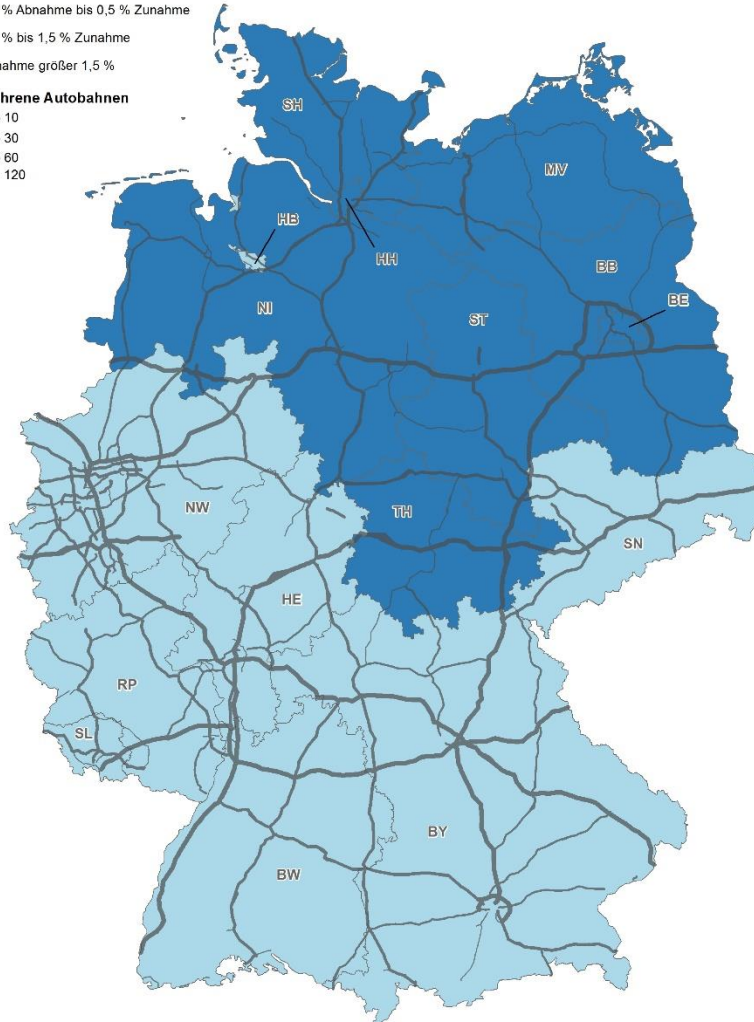 % Abnahme bis 0,5 % Zunahme
% bis 1,5 % Zunahme
nahme größer 1,5 %
hrene Autobahnen
10
30
60
120
SH
MV
HB
HH
BB
BE
NI
ST
NW
TH
SN
HE
RP
SL
BY
BW